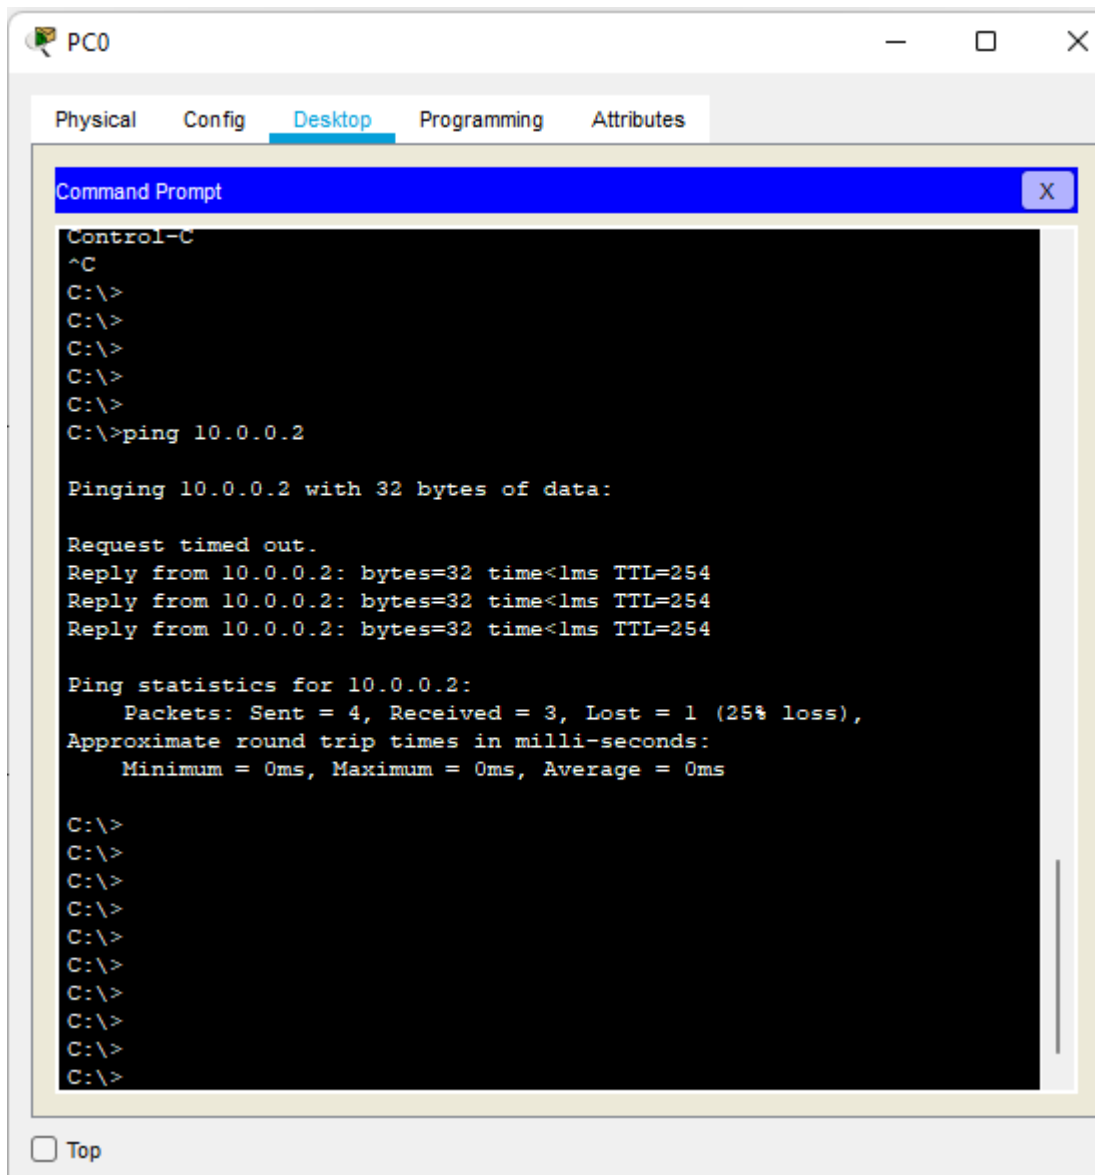 PC0
Physical Config Desktop Programming Attributes
Command Prompt X
Control-C
^C
C:\>
C:\>
C:\>
C:\>
C:\>
C:\>ping 10.0.0.2
Pinging 10.0.0.2 with 32 bytes of data:
Request timed out.
Reply from 10.0.0.2: bytes=32 time<1ms TTL=254
Reply from 10.0.0.2: bytes=32 time<1ms TTL=254
Reply from 10.0.0.2: bytes=32 time<1ms TTL=254
Ping statistics for 10.0.0.2:
Packets: Sent = 4, Received = 3, Lost = 1 (25% loss),
Approximate round trip times in milli-seconds:
Minimum = 0ms, Maximum = 0ms, Average = 0ms
C:\>
C:\>
C:\>
C:\>
C:\>
C:\>
C:\>
C:\>
C:\>
C:\>
Top